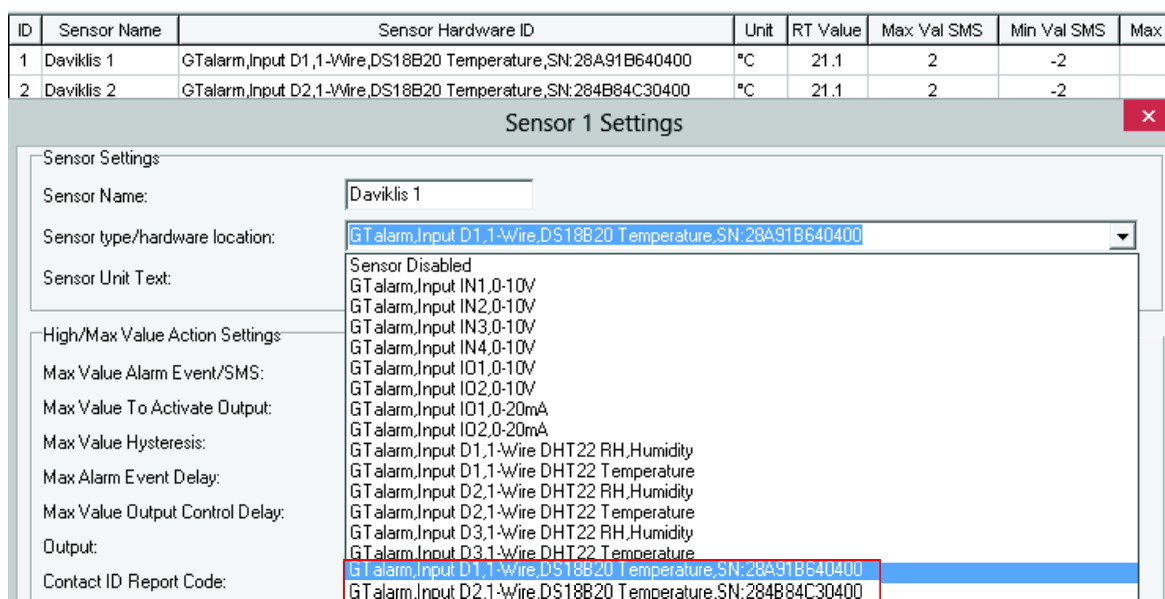 ID Sensor Name Sensor Hardware ID Unit RT Value Max Val SMS Min Val SMS Max
1 Daviklis 1 GTalarm,Input D1,1-Wire,DS18B20 Temperature,SN:28A91B640400 °C 21.1 2 -2
2 Daviklis 2 GTalarm,Input D2,1-Wire,DS18B20 Temperature,SN:284B84C30400 °C 21.1 2 -2
Sensor 1 Settings
Sensor Settings
Sensor Name: Daviklis 1
Sensor type/hardware location: GTalarm,Input D1,1-Wire,DS18B20 Temperature,SN:28A91B640400
Sensor Unit Text:
Sensor Disabled
GTalarm,Input IN1,0-10V
GTalarm,Input IN2,0-10V
GTalarm,Input IN3,0-10V
GTalarm,Input IN4,0-10V
GTalarm,Input IO1,0-10V
GTalarm,Input IO2,0-10V
GTalarm,Input IO1,0-20mA
GTalarm,Input IO2,0-20mA
GTalarm,Input D1,1-Wire DHT22 RH,Humidity
GTalarm,Input D1,1-Wire DHT22 Temperature
GTalarm,Input D2,1-Wire DHT22 RH,Humidity
GTalarm,Input D2,1-Wire DHT22 Temperature
GTalarm,Input D3,1-Wire DHT22 RH,Humidity
GTalarm,Input D3,1-Wire DHT22 Temperature
GTalarm,Input D1,1-Wire,DS18B20 Temperature,SN:28A91B640400
GTalarm,Input D2,1-Wire,DS18B20 Temperature,SN:284B84C30400
High/Max Value Action Settings
Max Value Alarm Event/SMS:
Max Value To Activate Output:
Max Value Hysteresis:
Max Alarm Event Delay:
Max Value Output Control Delay:
Output:
Contact ID Report Code: